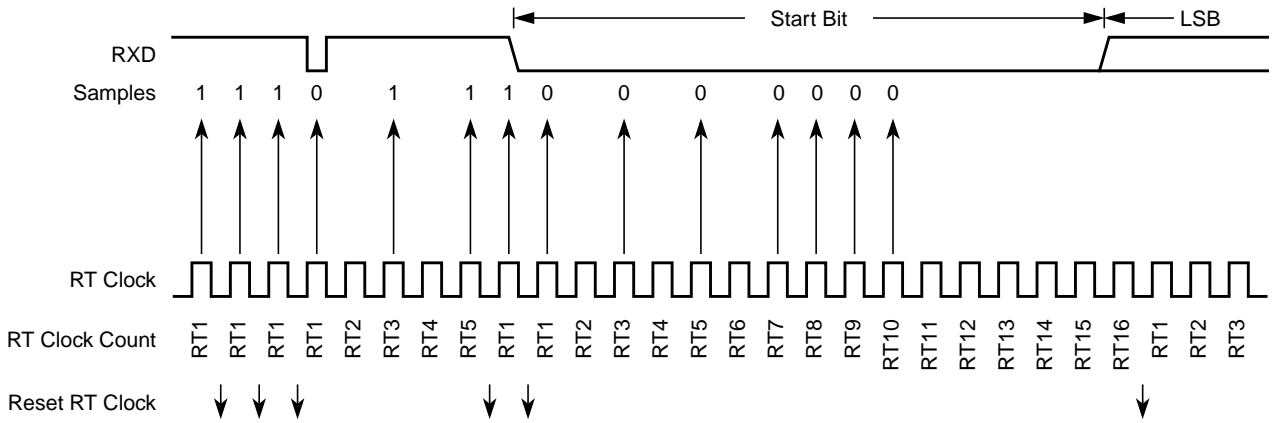 Start Bit LSB
RXD
Samples 1 1 1 0 1 1 1 0 0 0 0 0 0 0
RT Clock
RT Clock Count RT1 RT1 RT1 RT1 RT2 RT3 RT4 RT5 RT1 RT1 RT2 RT3 RT4 RT5 RT6 RT7 RT8 RT9 RT10 RT11 RT12 RT13 RT14 RT15 RT16 RT1 RT2 RT3
Reset RT Clock